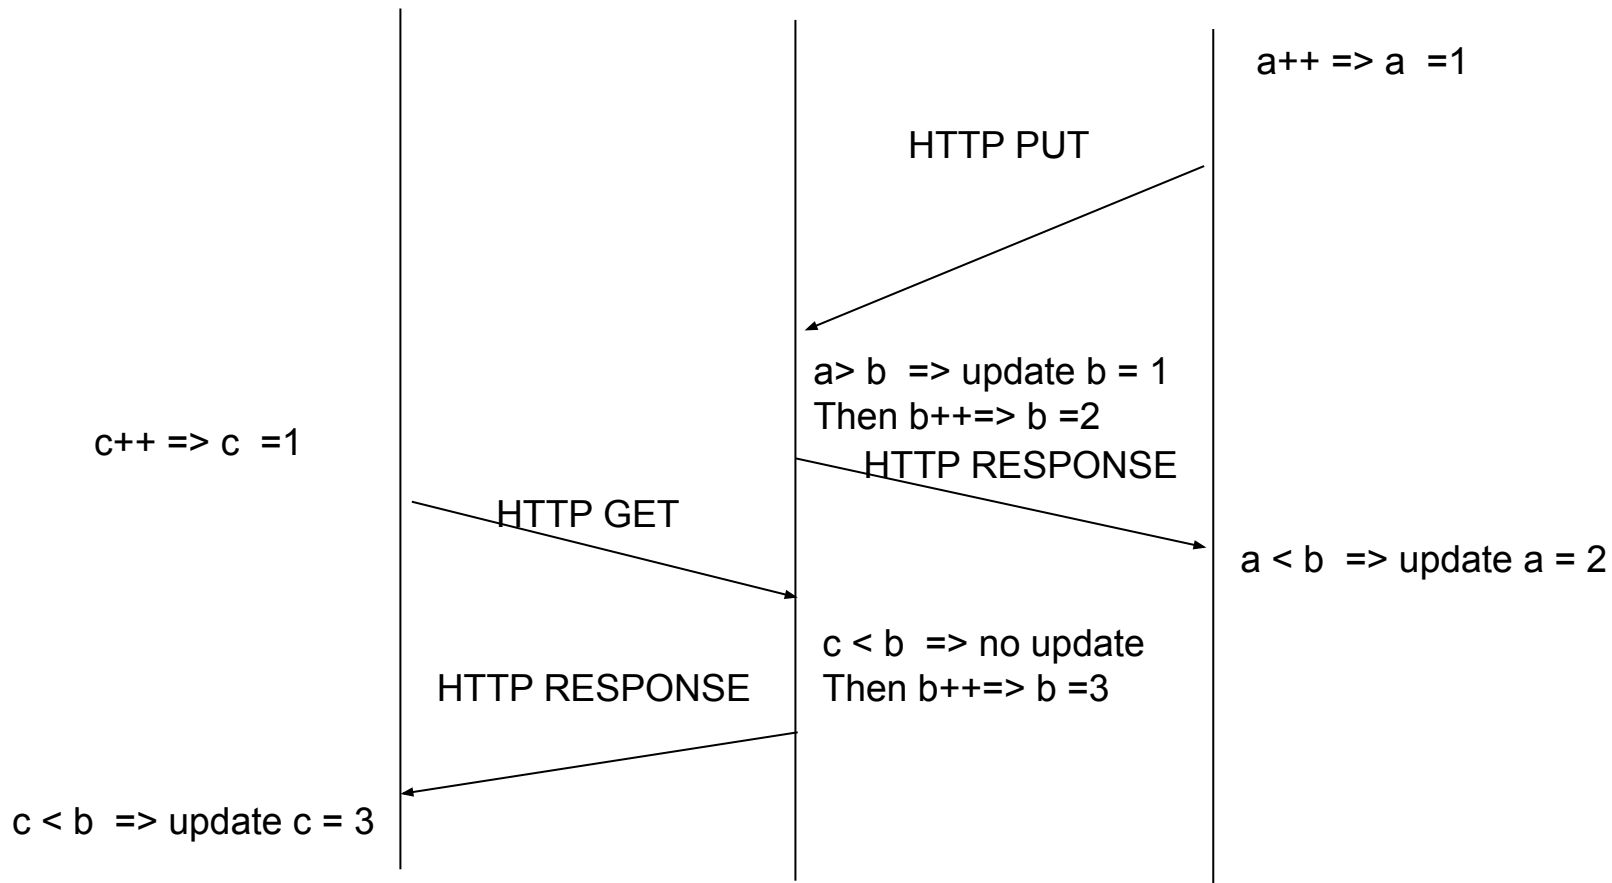 a++ => a  =1
HTTP PUT
a> b  => update b = 1
Then b++=> b =2
c++ => c  =1
HTTP RESPONSE
HTTP GET
a < b  => update a = 2
c < b  => no update
Then b++=> b =3
HTTP RESPONSE
c < b  => update c = 3